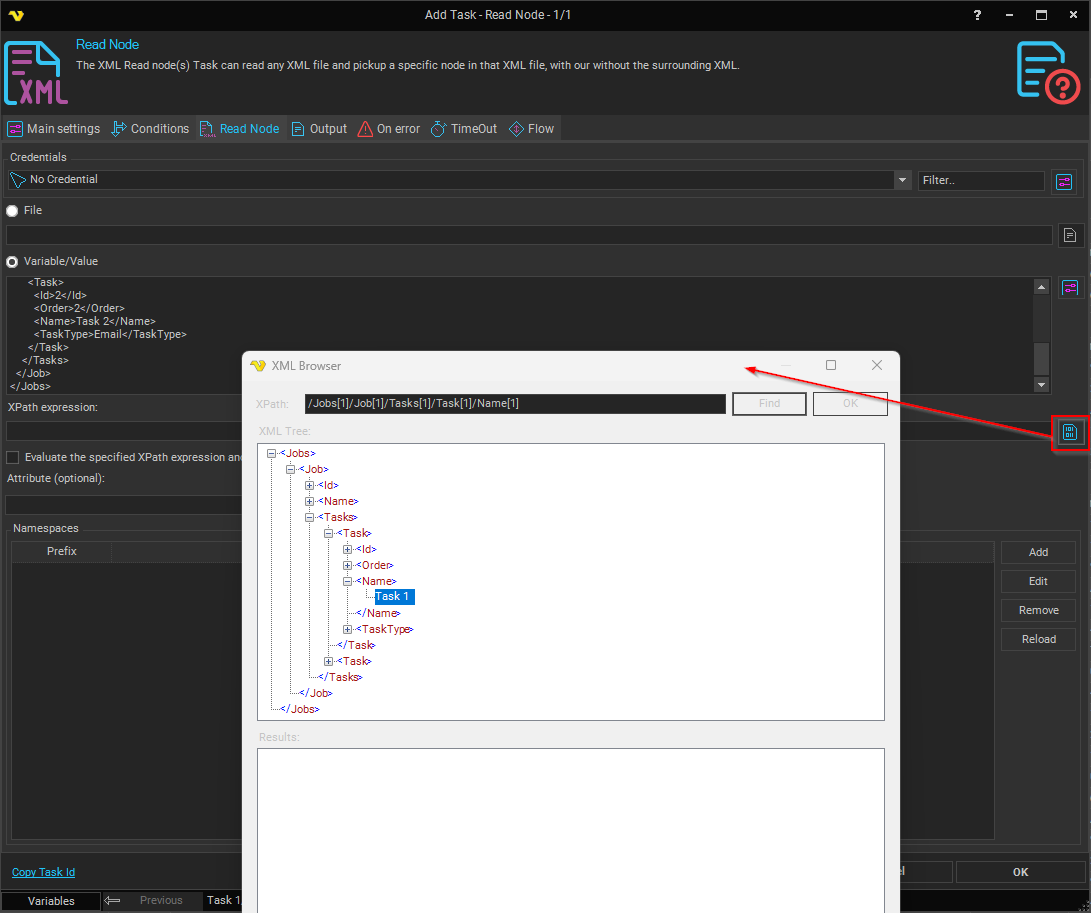 Add Task - Read Node - 1/1
?
Read Node
The XML Read node(s) Task can read any XML file and pickup a specific node in that XML file, with our without the surrounding XML.
XML
Main settings Conditions Read Node Output On error TimeOut Flow
Credentials
No Credential Filter..
File
Variable/Value
<Task>
<Id>2</Id>
<Order>2</Order>
<Name>Task 2</Name>
<TaskType>Email</TaskType>
</Task>
</Tasks>
</Job>
</Jobs>
XPath expression:
Evaluate the specified XPath expression and
Attribute (optional):
Namespaces
Prefix
Add
Edit
Remove
Reload
XML Browser
XPath: /Jobs[1]/Job[1]/Tasks[1]/Task[1]/Name[1] Find OK
XML Tree:
<Jobs>
<Job>
<Id>
<Name>
<Tasks>
<Task>
<Id>
<Order>
<Name>
Task 1
</Name>
<TaskType>
</Task>
<Task>
</Tasks>
</Job>
</Jobs>
Results:
Copy Task Id
OK
Variables Previous Task 1